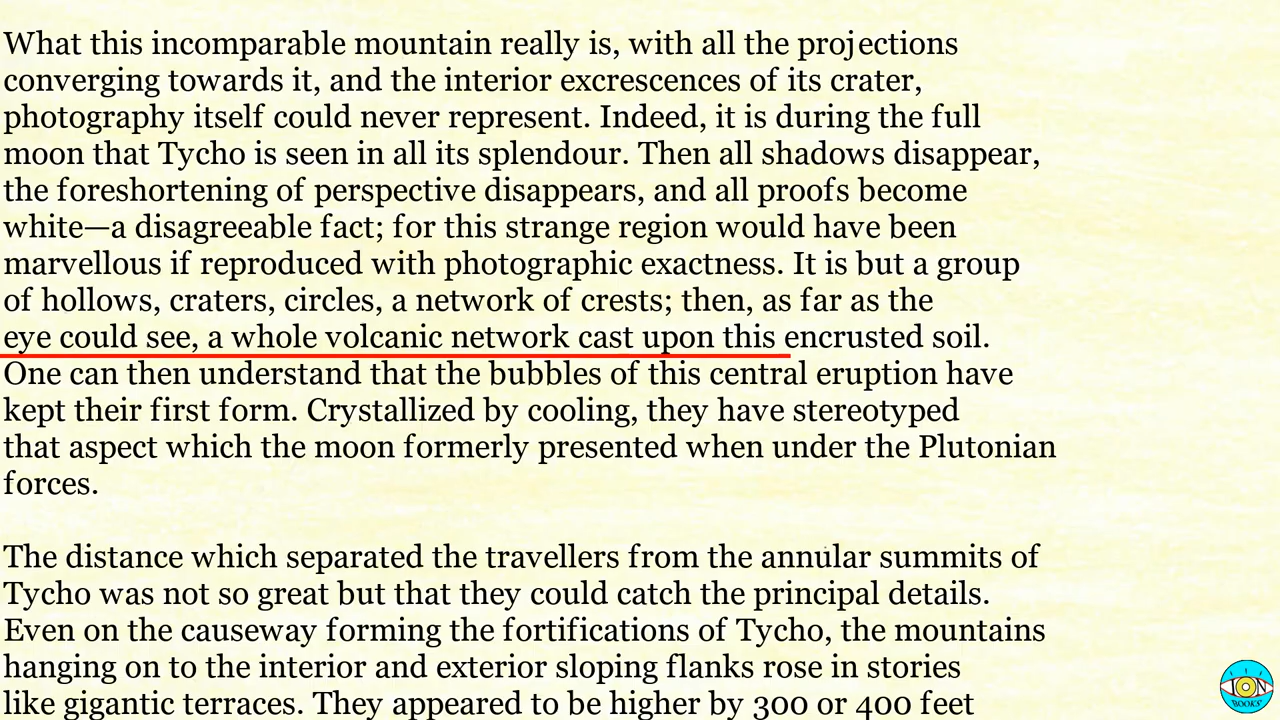 What this incomparable mountain really is, with all the projections
converging towards it, and the interior excrescences of its crater,
photography itself could never represent. Indeed, it is during the full
moon that Tycho is seen in all its splendour. Then all shadows disappear,
the foreshortening of perspective disappears, and all proofs become
white—a disagreeable fact; for this strange region would have been
marvellous if reproduced with photographic exactness. It is but a group
of hollows, craters, circles, a network of crests; then, as far as the
eye could see, a whole volcanic network cast upon this encrusted soil.
One can then understand that the bubbles of this central eruption have
kept their first form. Crystallized by cooling, they have stereotyped
that aspect which the moon formerly presented when under the Plutonian
forces.
The distance which separated the travellers from the annular summits of
Tycho was not so great but that they could catch the principal details.
Even on the causeway forming the fortifications of Tycho, the mountains
hanging on to the interior and exterior sloping flanks rose in stories
like gigantic terraces. They appeared to be higher by 300 or 400 feet
ION
BOOKS